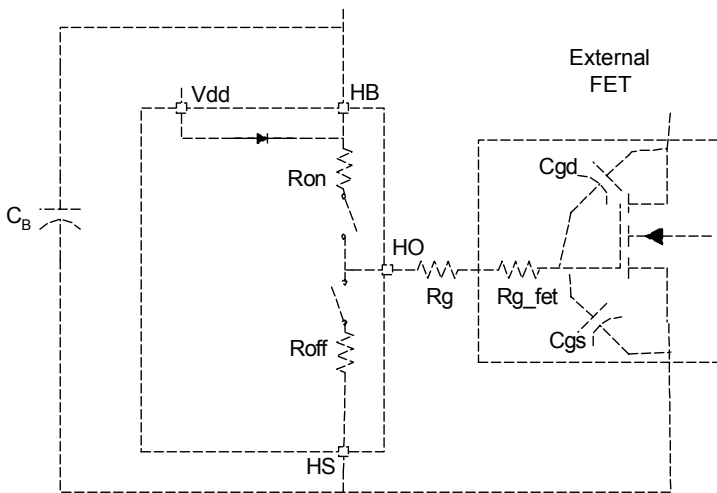 External
FET
Vdd
HB
Cgd
Ron
C_B
HO
Rg
Rg_fet
Cgs
Roff
HS